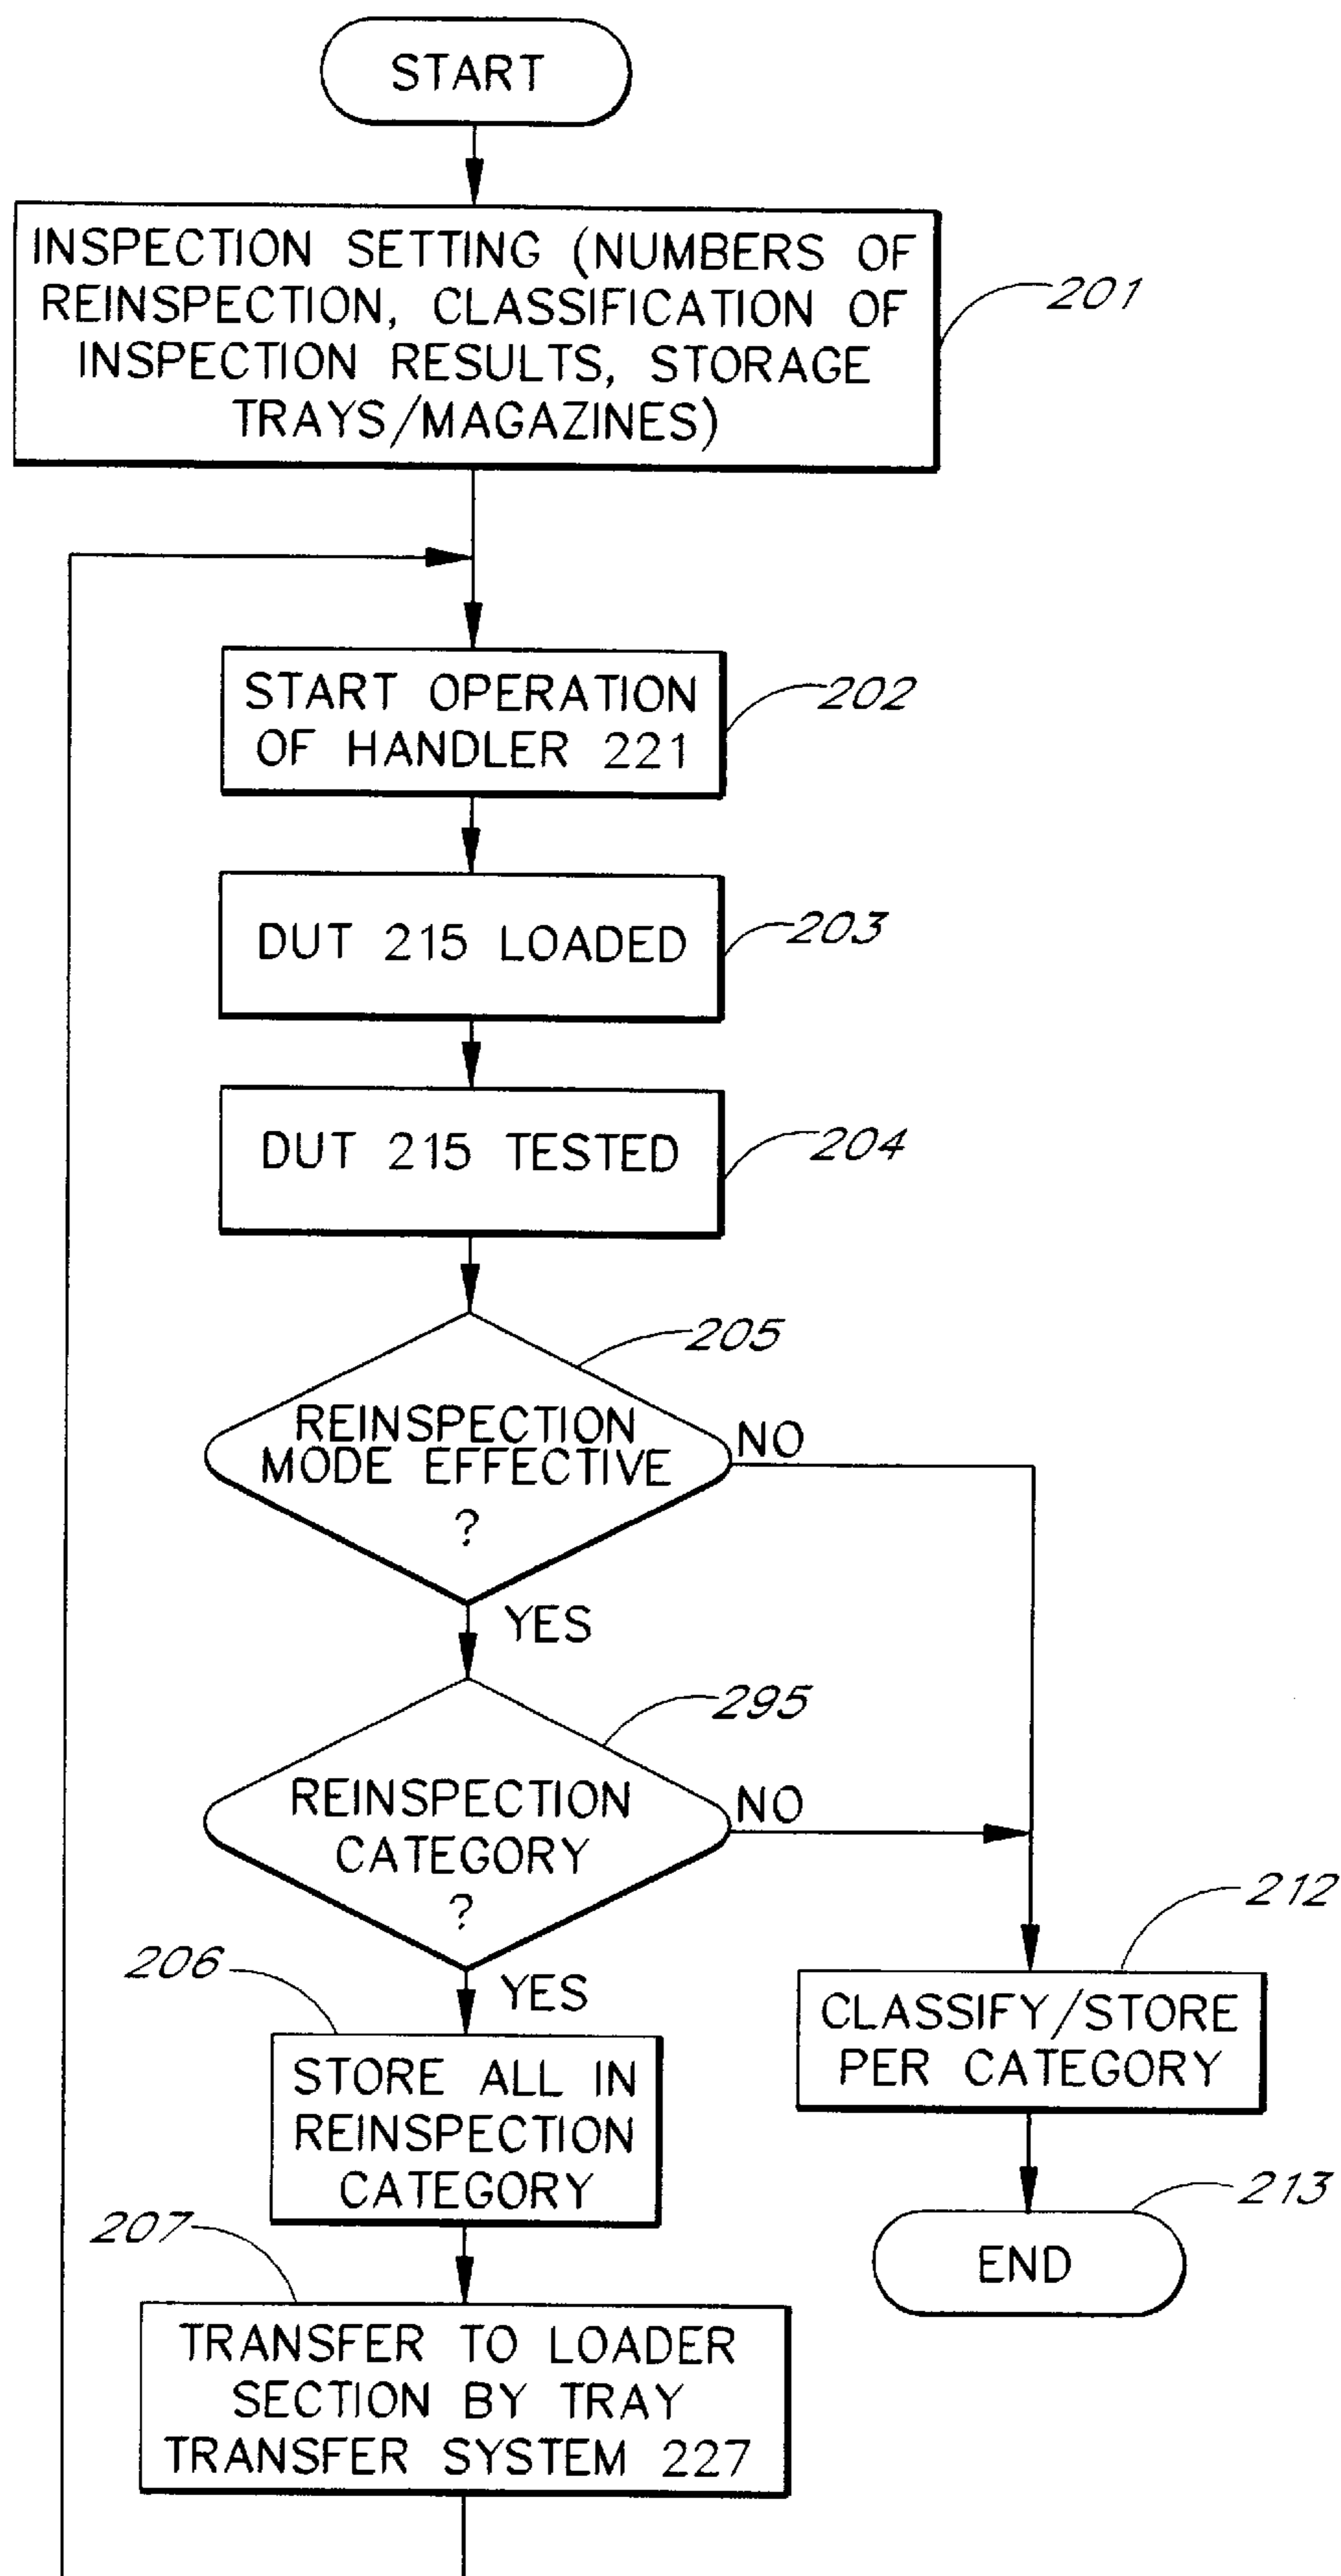 START
INSPECTION SETTING (NUMBERS OF
REINSPECTION, CLASSIFICATION OF
INSPECTION RESULTS, STORAGE
TRAYS/MAGAZINES)
201
START OPERATION
OF HANDLER 221
202
DUT 215 LOADED
203
DUT 215 TESTED
204
205
REINSPECTION
MODE EFFECTIVE
?
NO
YES
295
REINSPECTION
CATEGORY
?
NO
YES
206
STORE ALL IN
REINSPECTION
CATEGORY
212
CLASSIFY/STORE
PER CATEGORY
213
END
207
TRANSFER TO LOADER
SECTION BY TRAY
TRANSFER SYSTEM 227